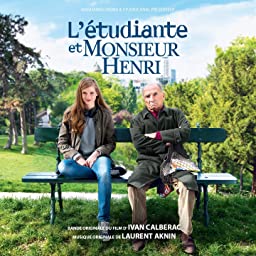 L'étudiante
et MONSIEUR
HENRI
BANDE ORIGINALE DU FILM D'IVAN CALBERAC
MUSIQUE ORIGINALE DE LAURENT AKNIN